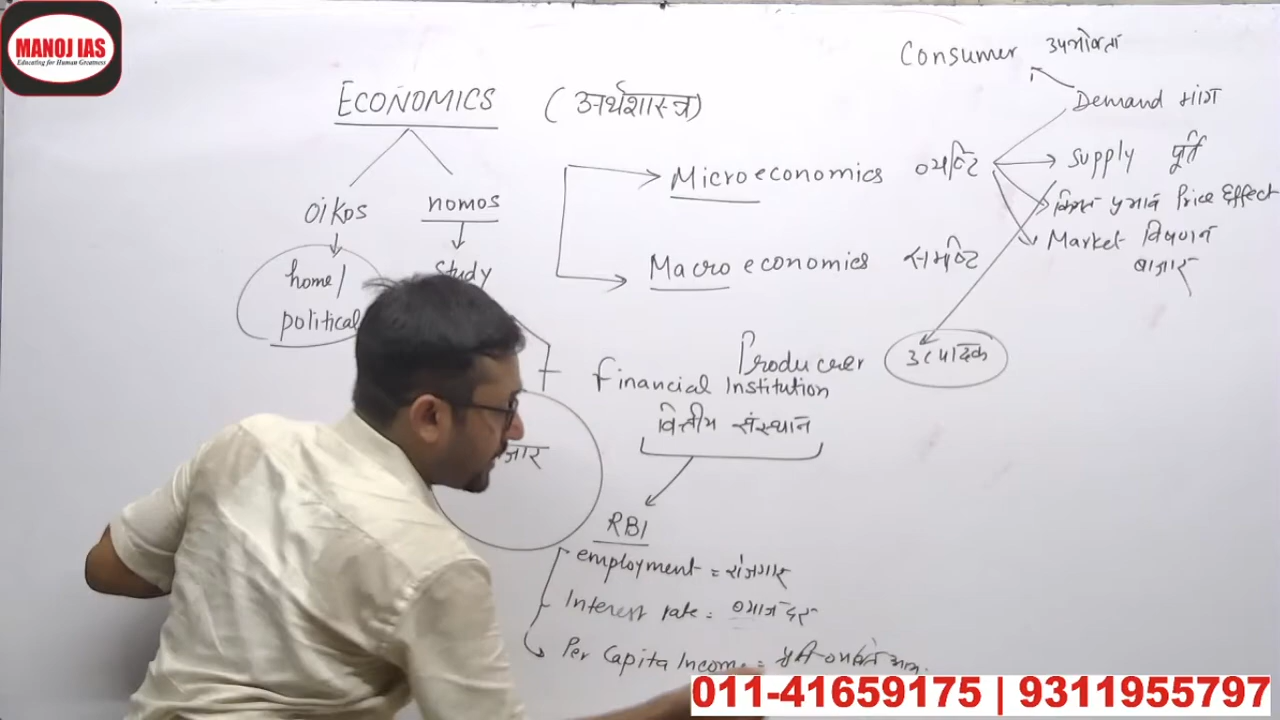 MANOJ IAS
Educating for Human Greatness
Consumer उपभोक्ता
ECONOMICS (अर्थशास्त्र)
Demand मांग
Microeconomics व्यष्टि
Supply पूर्ति
oikos nomos
किमत प्रभाव Price Effect
Market विपणन
बाजार
Macroeconomics समष्टि
home/ Study
political
Producer उत्पादक
Financial Institution
वित्तीय संस्थान
RBI
employment = रोजगार
Interest rate = ब्याज दर
Per Capita Income = प्रति व्यक्ति आय
011-41659175 | 9311955797